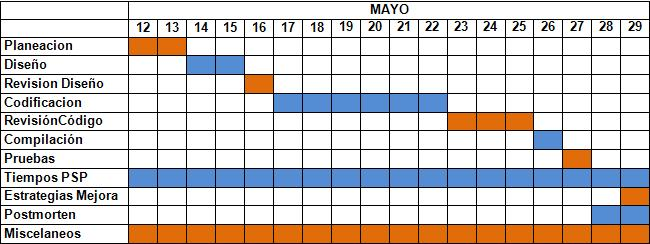 MAYO
12 13 14 15 16 17 18 19 20 21 22 23 24 25 26 27 28 29
Planeacion
Diseño
Revision Diseño
Codificacion
RevisiónCódigo
Compilación
Pruebas
Tiempos PSP
Estrategias Mejora
Postmorten
Miscelaneos